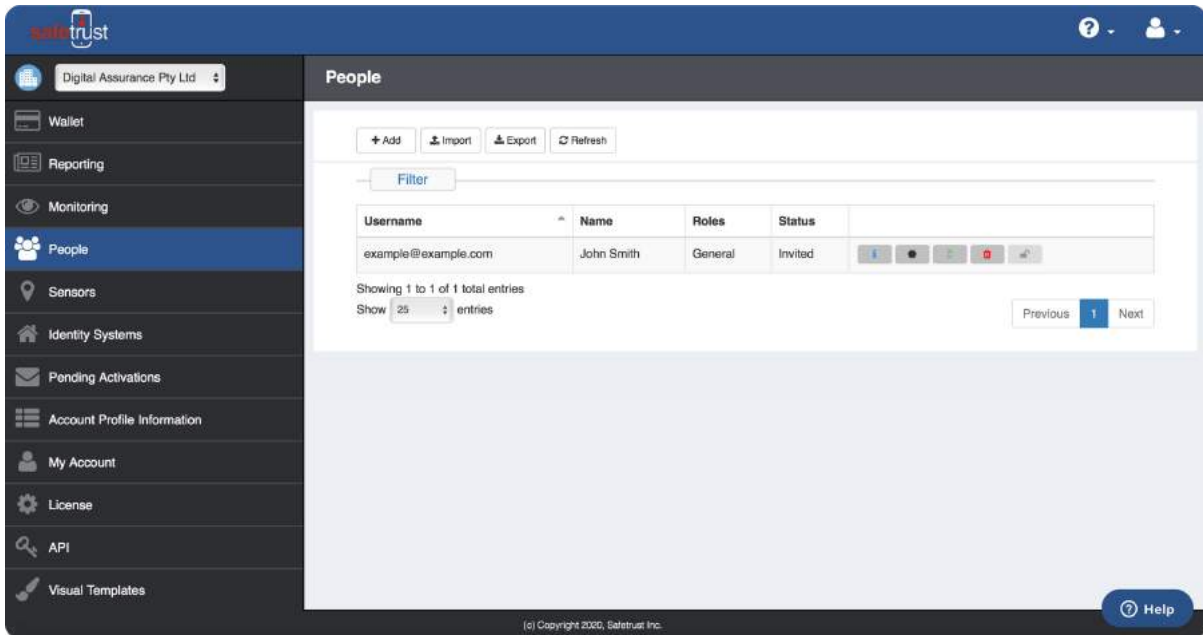 safetrust
Digital Assurance Pty Ltd
People
Wallet
Reporting
Monitoring
People
Sensors
Identity Systems
Pending Activations
Account Profile Information
My Account
License
API
Visual Templates
+ Add Import Export Refresh
Filter
Username Name Roles Status
example@example.com John Smith General Invited
Showing 1 to 1 of 1 total entries
Show 25 entries
Previous 1 Next
? Help
(c) Copyright 2020, Safetrust Inc.